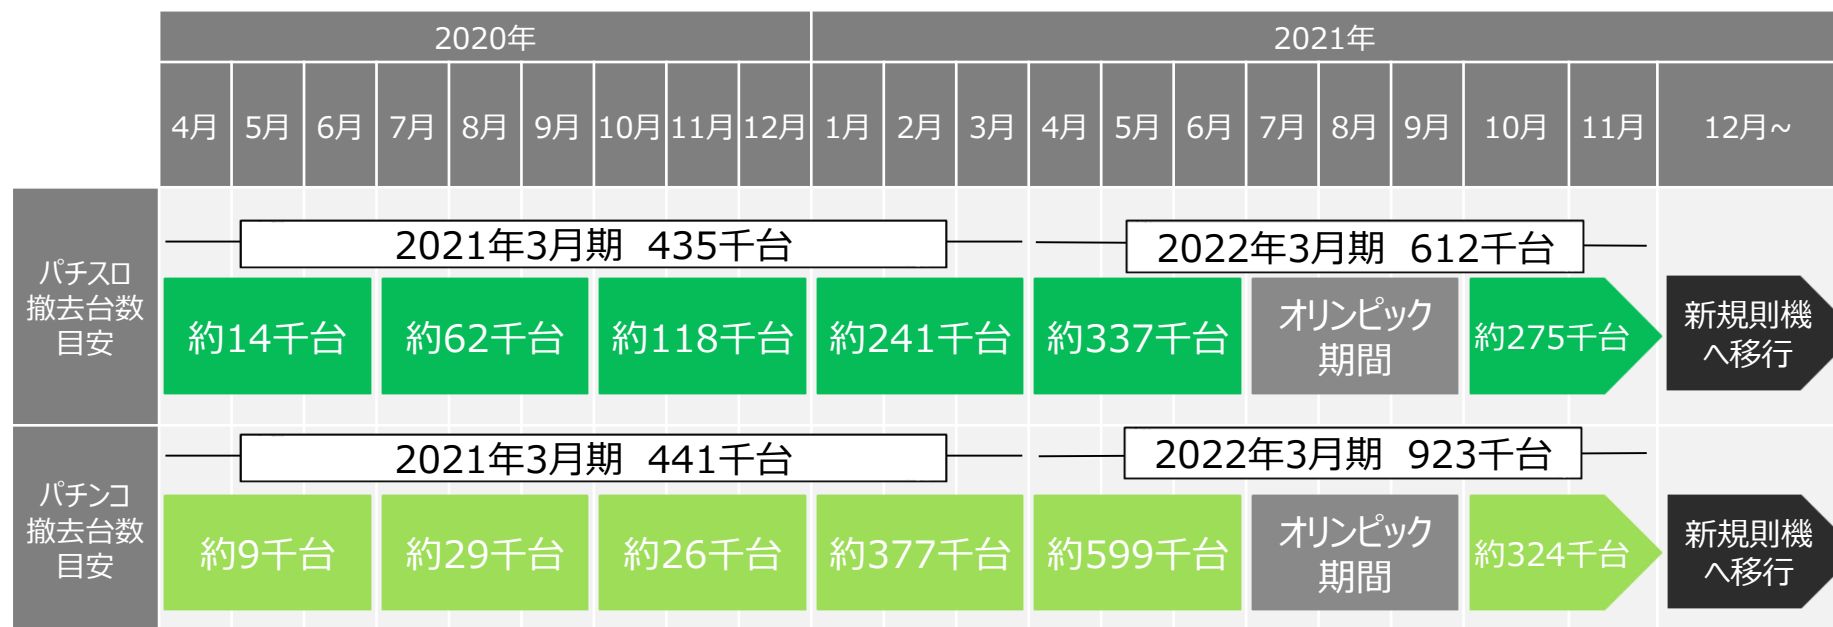 2020年
2021年
4月 5月 6月 7月 8月 9月 10月 11月 12月 1月 2月 3月 4月 5月 6月 7月 8月 9月 10月 11月 12月~
パチスロ
撤去台数
目安
2021年3月期 435千台
2022年3月期 612千台
約14千台
約62千台
約118千台
約241千台
約337千台
オリンピック
期間
約275千台
新規則機
へ移行
パチンコ
撤去台数
目安
2021年3月期 441千台
2022年3月期 923千台
約9千台
約29千台
約26千台
約377千台
約599千台
オリンピック
期間
約324千台
新規則機
へ移行